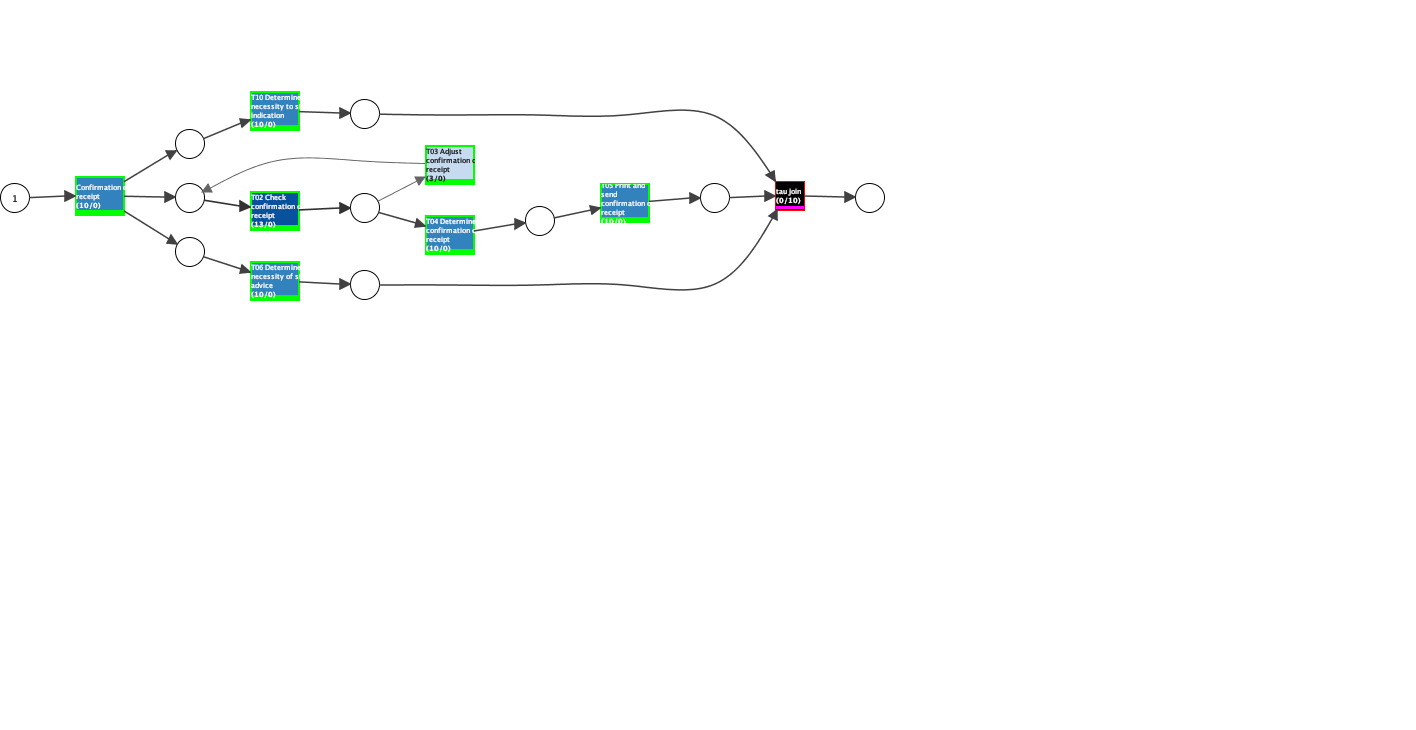 1
Confirmation
receipt
(10/0)
T10 Determine
necessity to s
indication
(10/0)
T02 Check
confirmation
receipt
(13/0)
T06 Determine
necessity of s
advice
(10/0)
T03 Adjust
confirmation
receipt
(3/0)
T04 Determine
confirmation
receipt
(10/0)
T05 Print and
send
confirmation
receipt
(10/0)
tau join
(0/10)